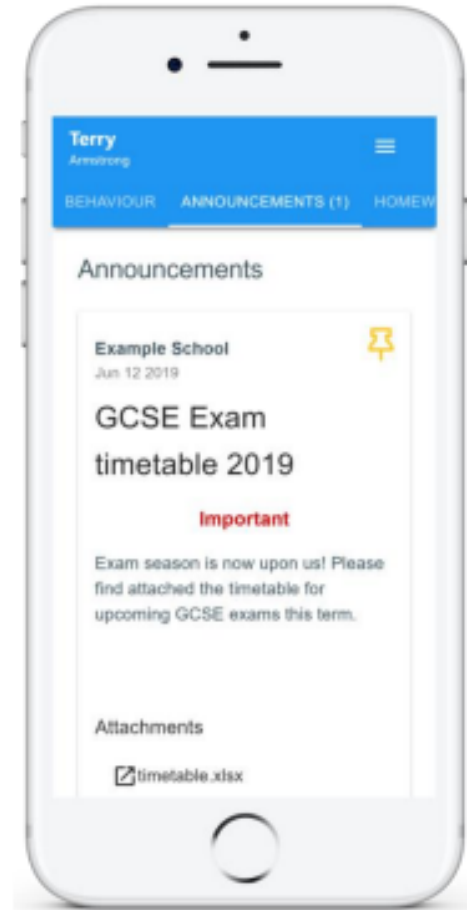 Terry
Armstrong
BEHAVIOUR ANNOUNCEMENTS (1) HOMEW
Announcements
Example School
Jun 12 2019
GCSE Exam
timetable 2019
Important
Exam season is now upon us! Please
find attached the timetable for
upcoming GCSE exams this term.
Attachments
timetable.xlsx